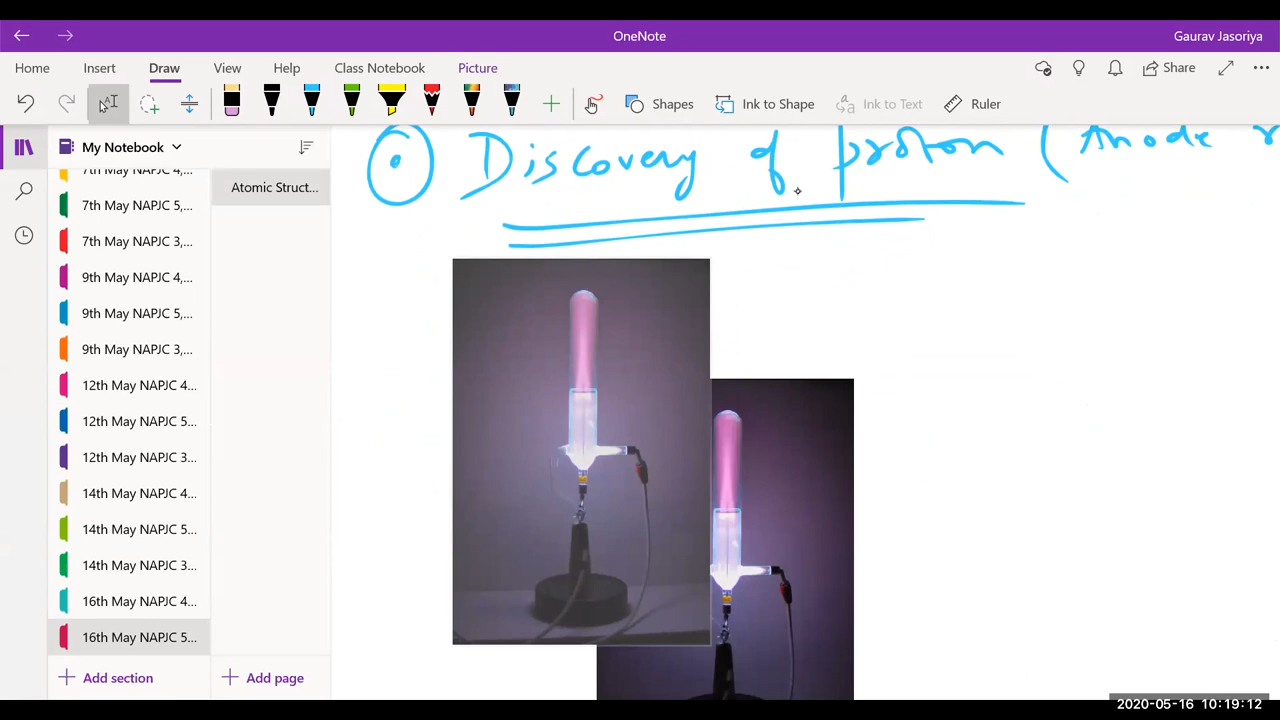 OneNote
Gaurav Jasoriya
Home Insert Draw View Help Class Notebook Picture
Share
Shapes Ink to Shape Ink to Text Ruler
My Notebook
7th May NAPJC 4,...
7th May NAPJC 5,...
7th May NAPJC 3,...
9th May NAPJC 4,...
9th May NAPJC 5,...
9th May NAPJC 3,...
12th May NAPJC 4...
12th May NAPJC 5...
12th May NAPJC 3...
14th May NAPJC 4...
14th May NAPJC 5...
14th May NAPJC 3...
16th May NAPJC 4...
16th May NAPJC 5...
Add section
Atomic Struct...
Add page
Discovery of proton (Anode r
2020-05-16 10:19:12